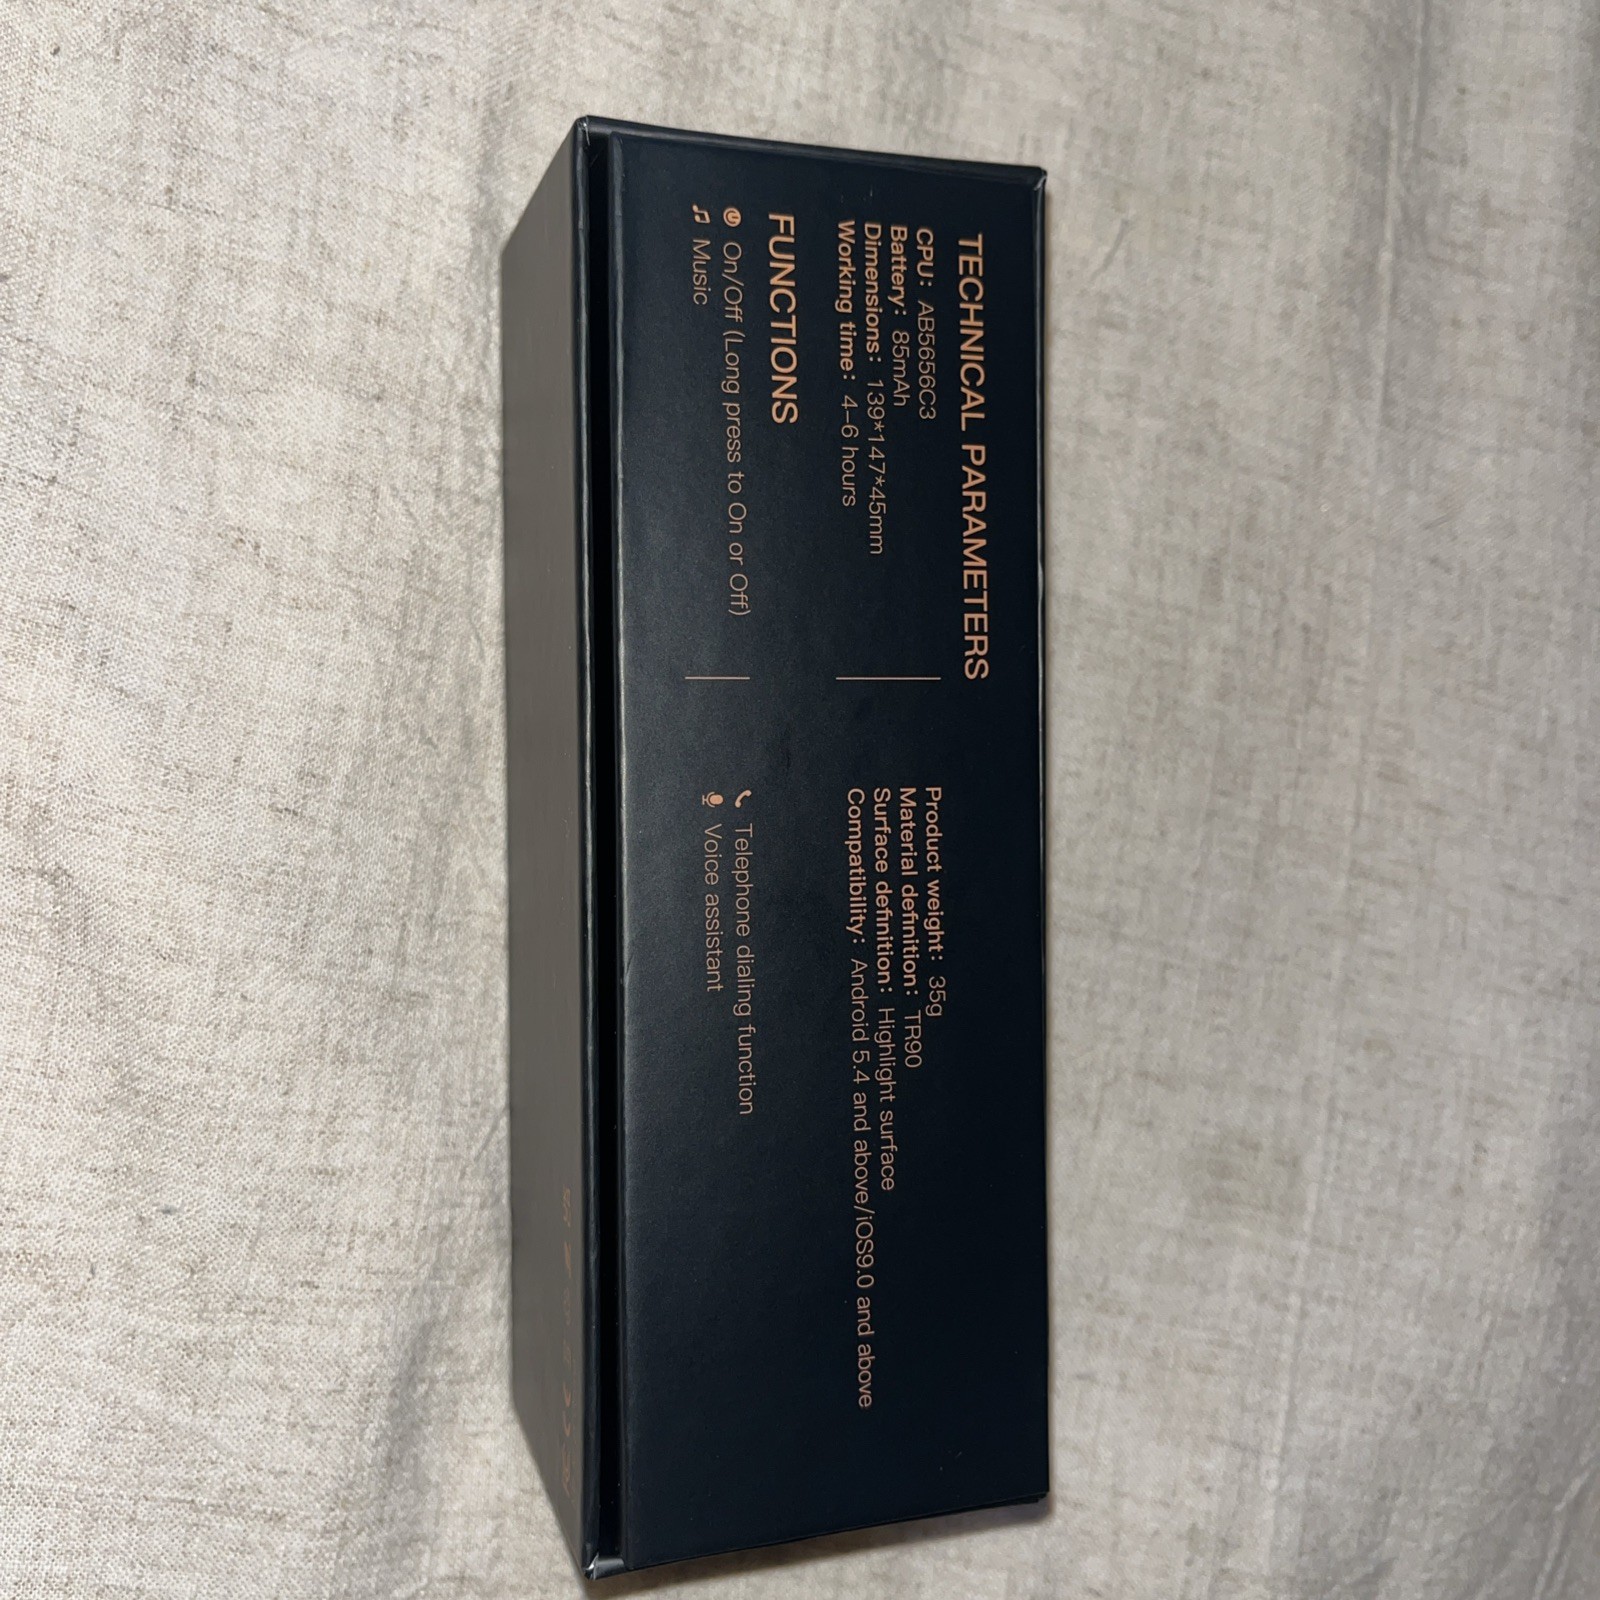 TECHNICAL PARAMETERS
CPU: AB5656C3
Battery: 85mAh
Dimensions: 139*147*45mm
Working time: 4–6 hours
Product weight: 35g
Material definition: TR90
Surface definition: Highlight surface
Compatibility: Android 5.4 and above/iOS9.0 and above
FUNCTIONS
On/Off (Long press to On or Off)
Music
Telephone dialing function
Voice assistant